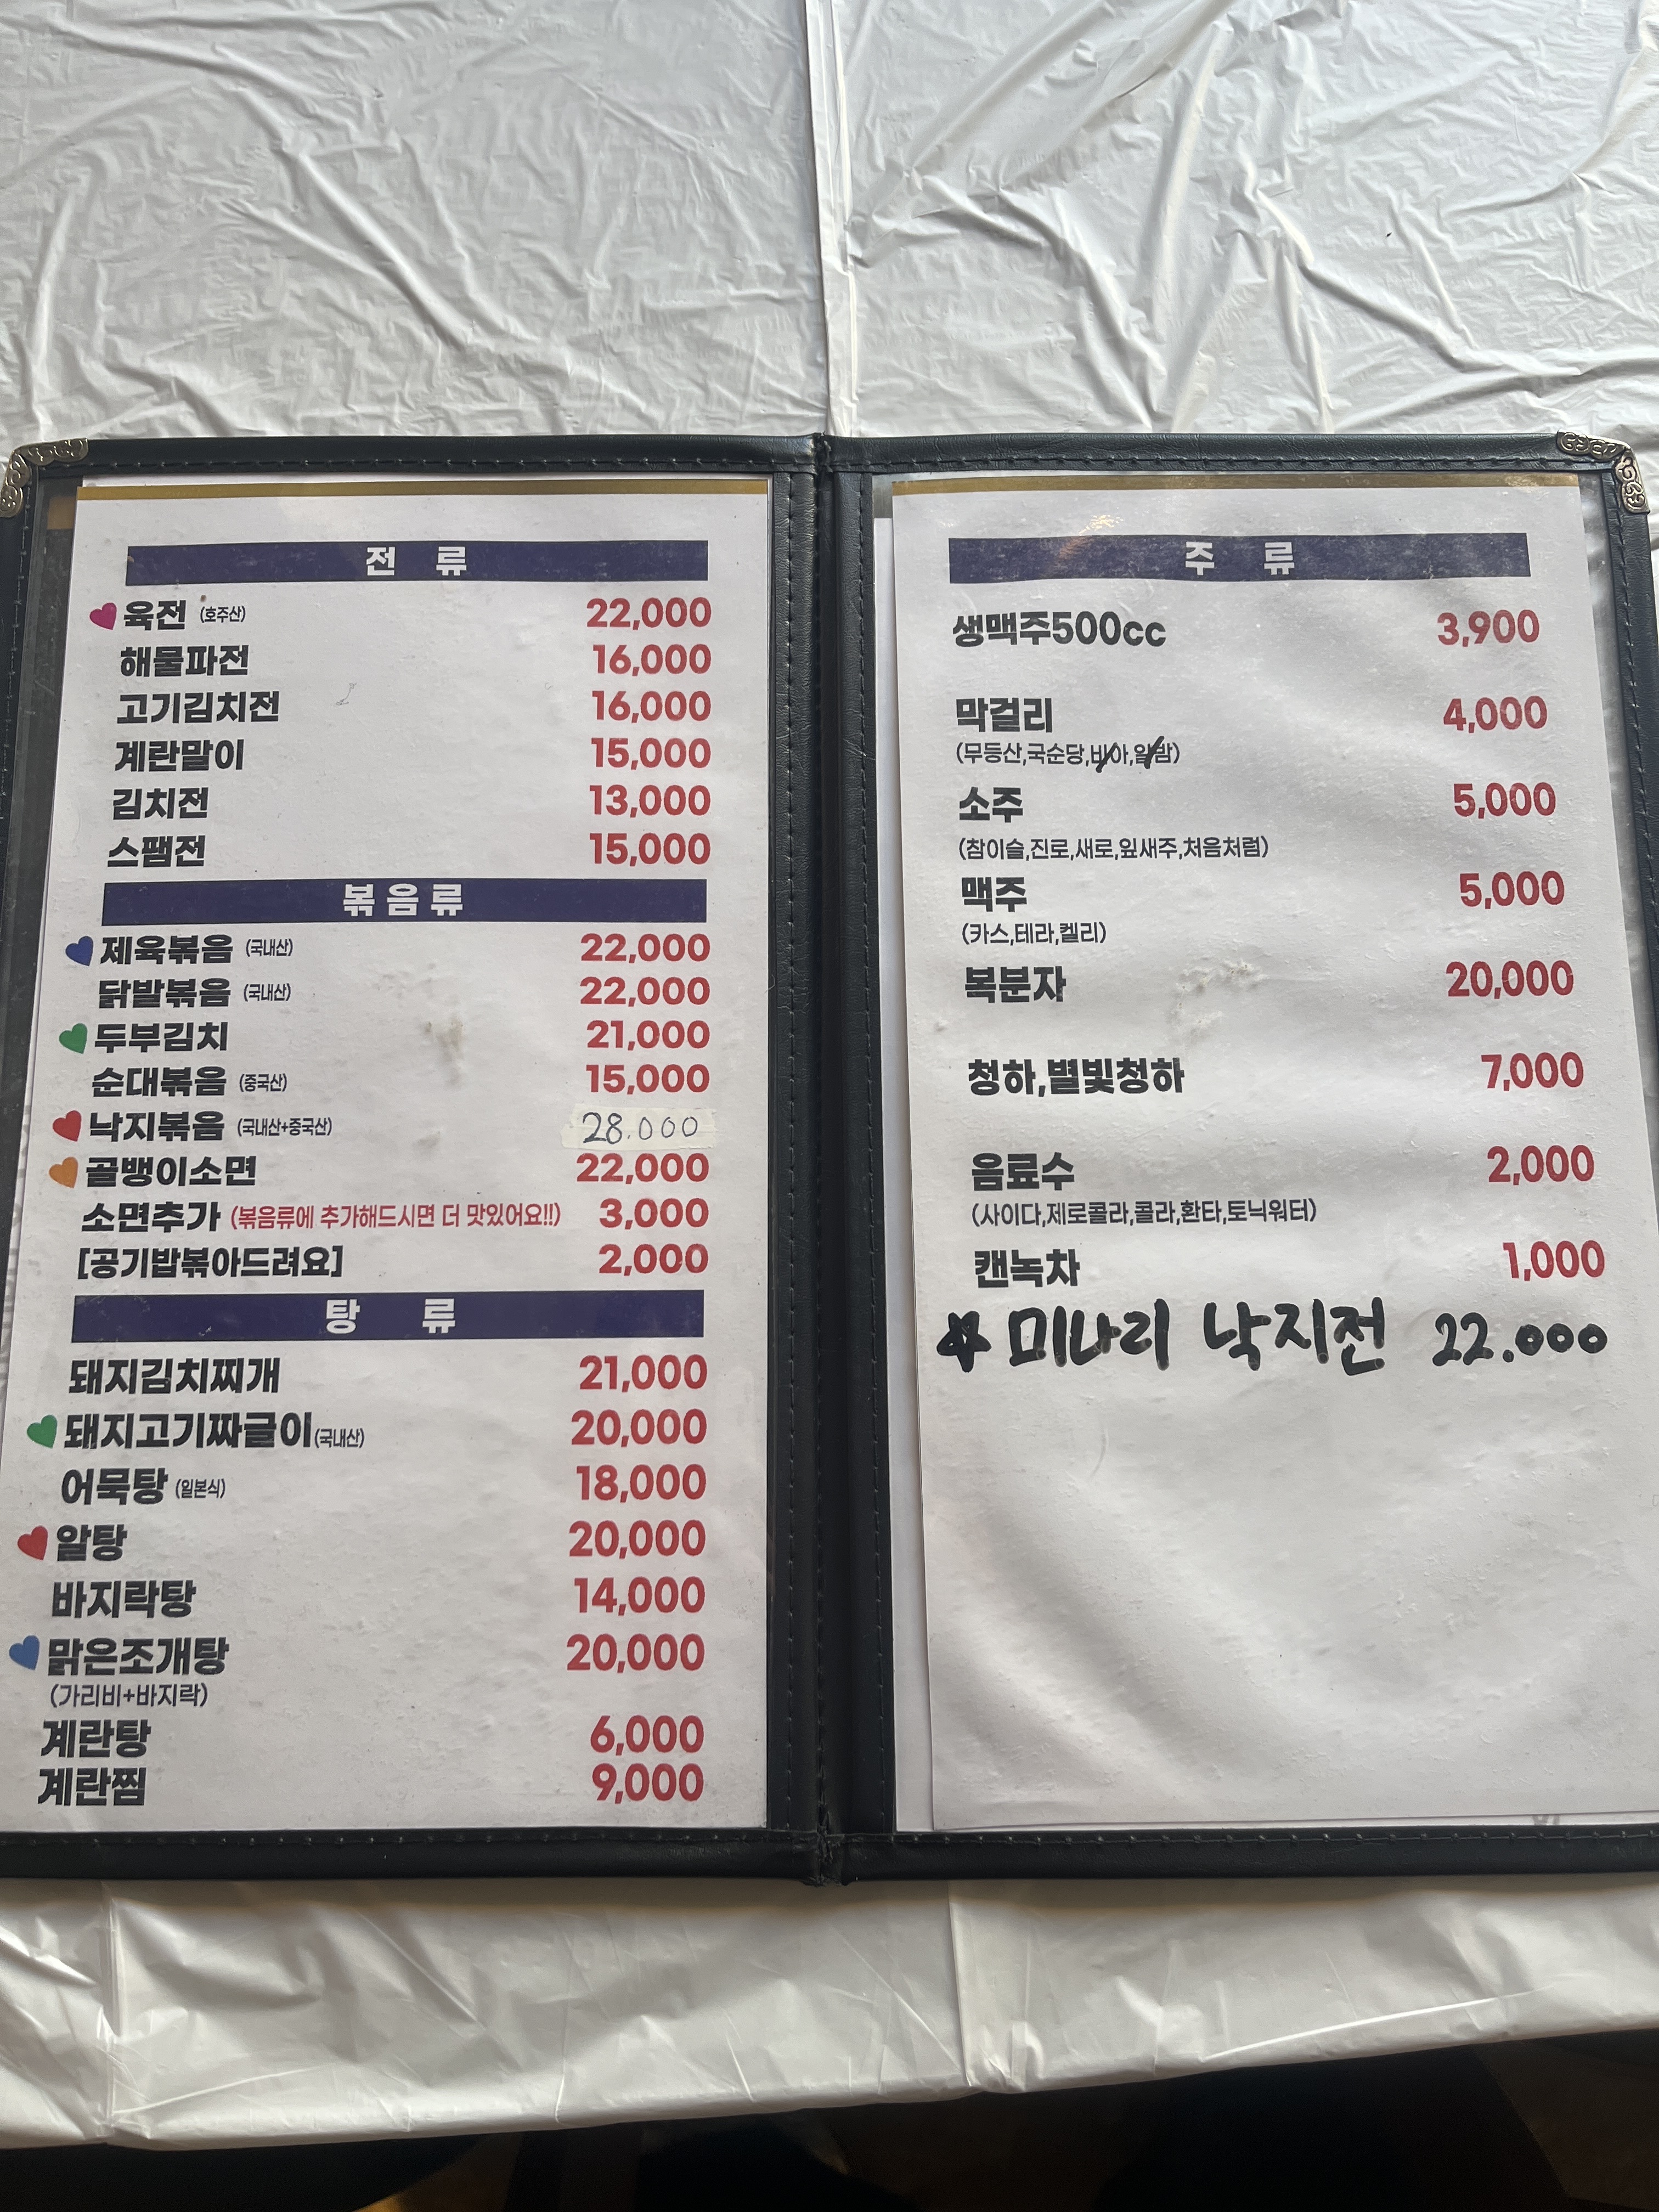 전 류
육전 (호주산) 22,000
해물파전 16,000
고기김치전 16,000
계란말이 15,000
김치전 13,000
스팸전 15,000
볶음류
제육볶음 (국내산) 22,000
닭발볶음 (국내산) 22,000
두부김치 21,000
순대볶음 (중국산) 15,000
낙지볶음 (국내산+중국산) 28.000
골뱅이소면 22,000
소면추가 (볶음류에 추가해드시면 더 맛있어요!!) 3,000
[공기밥볶아드려요] 2,000
탕 류
돼지김치찌개 21,000
돼지고기짜글이(국내산) 20,000
어묵탕 (일본식) 18,000
알탕 20,000
바지락탕 14,000
맑은조개탕 20,000
(가리비+바지락)
계란탕 6,000
계란찜 9,000
주 류
생맥주500cc 3,900
막걸리 4,000
(무등산,국순당,비아,알밤)
소주 5,000
(참이슬,진로,새로,잎새주,처음처럼)
맥주 5,000
(카스,테라,켈리)
복분자 20,000
청하,별빛청하 7,000
음료수 2,000
(사이다,제로콜라,콜라,환타,토닉워터)
캔녹차 1,000
☆ 미나리 낙지전 22.000